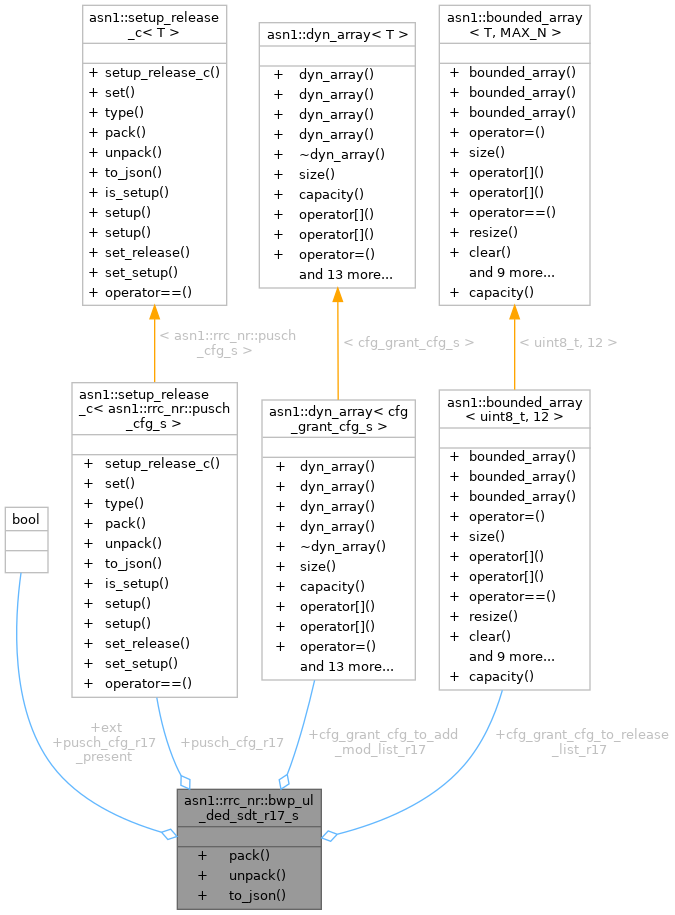 asn1::setup_release
_c< T >
+ setup_release_c()
+ set()
+ type()
+ pack()
+ unpack()
+ to_json()
+ is_setup()
+ setup()
+ setup()
+ set_release()
+ set_setup()
+ operator==()
asn1::dyn_array< T >
+ dyn_array()
+ dyn_array()
+ dyn_array()
+ dyn_array()
+ ~dyn_array()
+ size()
+ capacity()
+ operator[]()
+ operator[]()
+ operator=()
and 13 more...
asn1::bounded_array
< T, MAX_N >
+ bounded_array()
+ bounded_array()
+ bounded_array()
+ operator=()
+ size()
+ operator[]()
+ operator[]()
+ operator==()
+ resize()
+ clear()
and 9 more...
+ capacity()
< asn1::rrc_nr::pusch
_cfg_s >
< cfg_grant_cfg_s >
< uint8_t, 12 >
bool
asn1::setup_release
_c< asn1::rrc_nr::pusch
_cfg_s >
+ setup_release_c()
+ set()
+ type()
+ pack()
+ unpack()
+ to_json()
+ is_setup()
+ setup()
+ setup()
+ set_release()
+ set_setup()
+ operator==()
asn1::dyn_array< cfg
_grant_cfg_s >
+ dyn_array()
+ dyn_array()
+ dyn_array()
+ dyn_array()
+ ~dyn_array()
+ size()
+ capacity()
+ operator[]()
+ operator[]()
+ operator=()
and 13 more...
asn1::bounded_array
< uint8_t, 12 >
+ bounded_array()
+ bounded_array()
+ bounded_array()
+ operator=()
+ size()
+ operator[]()
+ operator[]()
+ operator==()
+ resize()
+ clear()
and 9 more...
+ capacity()
+ext
+pusch_cfg_r17
_present
+pusch_cfg_r17
+cfg_grant_cfg_to_add
_mod_list_r17
+cfg_grant_cfg_to_release
_list_r17
asn1::rrc_nr::bwp_ul
_ded_sdt_r17_s
+ pack()
+ unpack()
+ to_json()